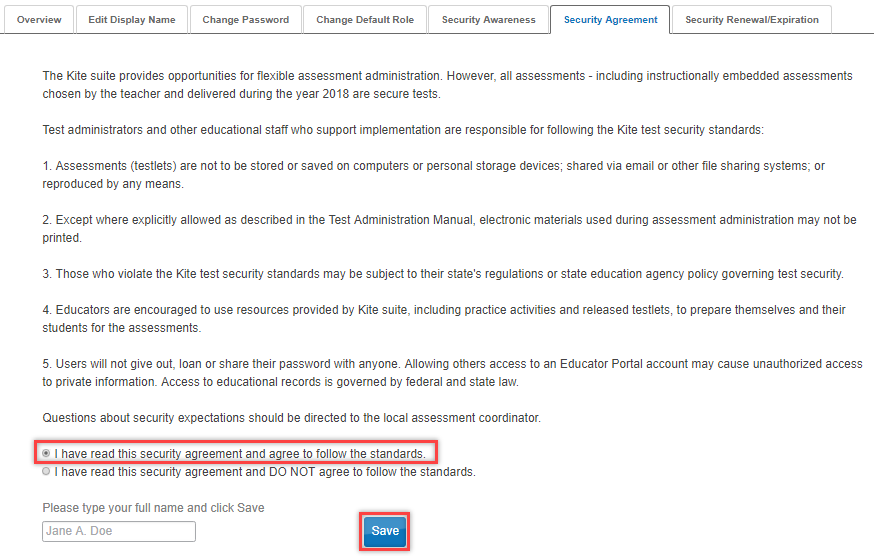 Overview
Edit Display Name
Change Password
Change Default Role
Security Awareness
Security Agreement
Security Renewal/Expiration
The Kite suite provides opportunities for flexible assessment administration. However, all assessments - including instructionally embedded assessments
chosen by the teacher and delivered during the year 2018 are secure tests.
Test administrators and other educational staff who support implementation are responsible for following the Kite test security standards:
1. Assessments (testlets) are not to be stored or saved on computers or personal storage devices; shared via email or other file sharing systems; or
reproduced by any means.
2. Except where explicitly allowed as described in the Test Administration Manual, electronic materials used during assessment administration may not be
printed.
3. Those who violate the Kite test security standards may be subject to their state's regulations or state education agency policy governing test security.
4. Educators are encouraged to use resources provided by Kite suite, including practice activities and released testlets, to prepare themselves and their
students for the assessments.
5. Users will not give out, loan or share their password with anyone. Allowing others access to an Educator Portal account may cause unauthorized access
to private information. Access to educational records is governed by federal and state law.
Questions about security expectations should be directed to the local assessment coordinator.
I have read this security agreement and agree to follow the standards.
I have read this security agreement and DO NOT agree to follow the standards.
Please type your full name and click Save
Jane A. Doe
Save